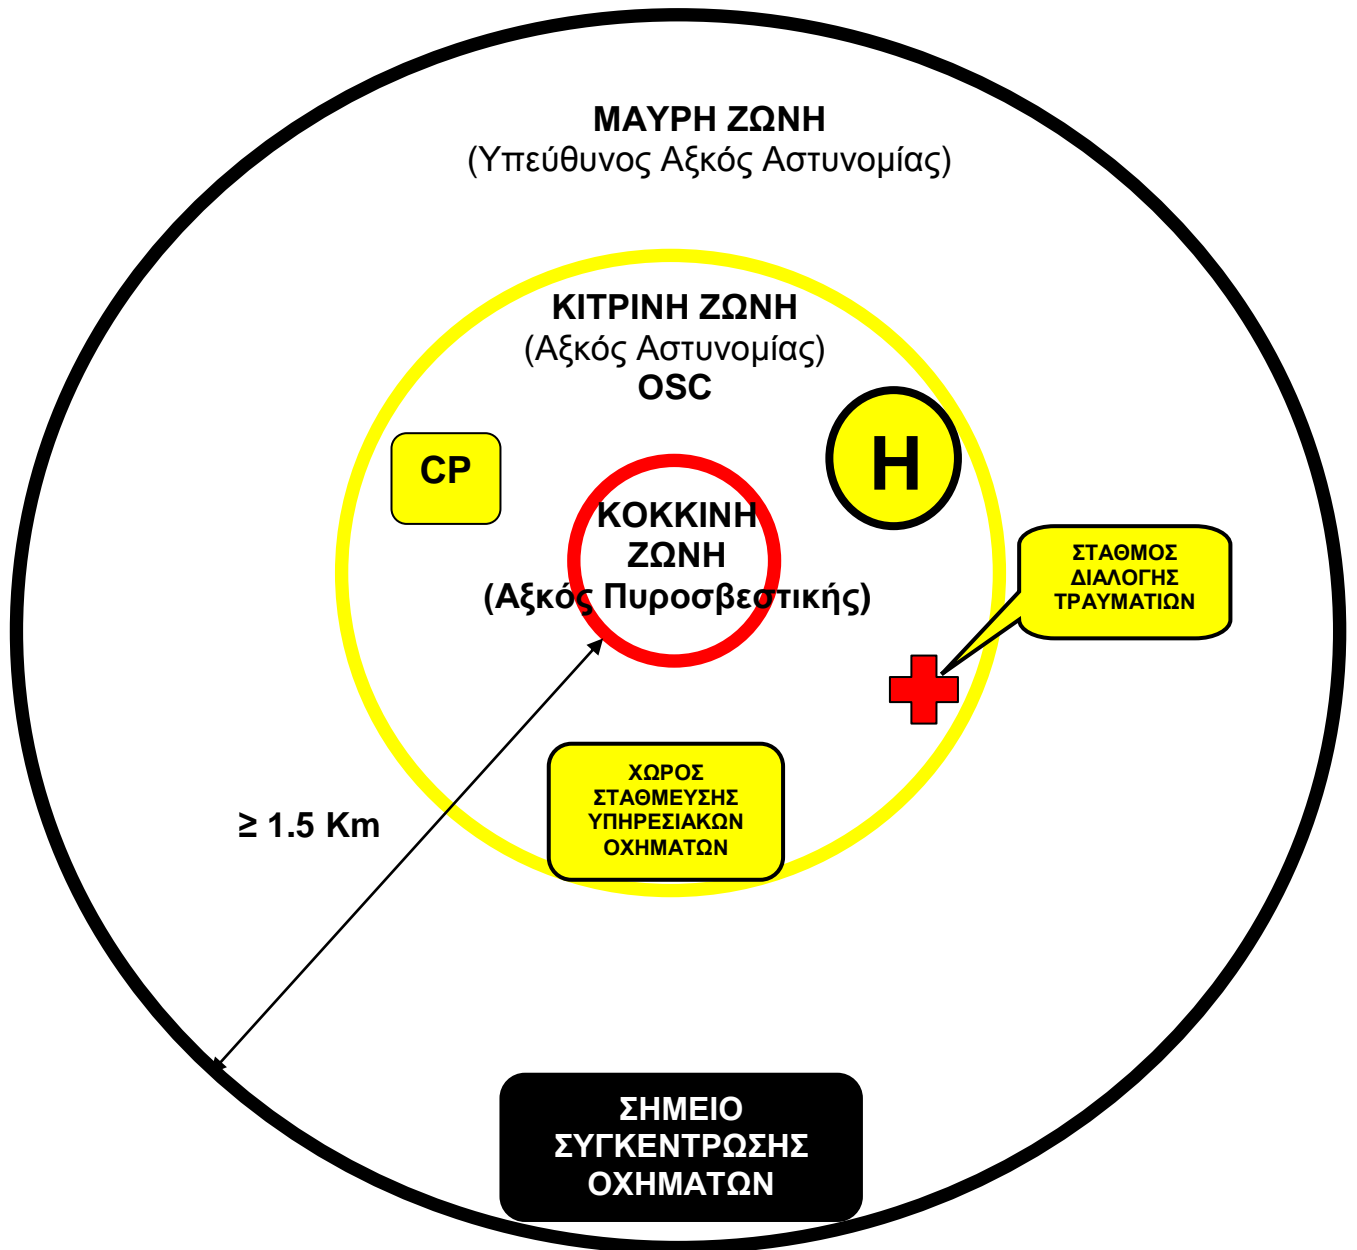 ΜΑΥΡΗ ΖΩΝΗ
(Υπεύθυνος Αξκός Αστυνομίας)
ΚΙΤΡΙΝΗ ΖΩΝΗ
(Αξκός Αστυνομίας)
OSC
CP
H
ΚΟΚΚΙΝΗ
ΖΩΝΗ
(Αξκός Πυροσβεστικής)
ΣΤΑΘΜΟΣ
ΔΙΑΛΟΓΗΣ
ΤΡΑΥΜΑΤΙΩΝ
ΧΩΡΟΣ
ΣΤΑΘΜΕΥΣΗΣ
ΥΠΗΡΕΣΙΑΚΩΝ
ΟΧΗΜΑΤΩΝ
≥ 1.5 Km
ΣΗΜΕΙΟ
ΣΥΓΚΕΝΤΡΩΣΗΣ
ΟΧΗΜΑΤΩΝ